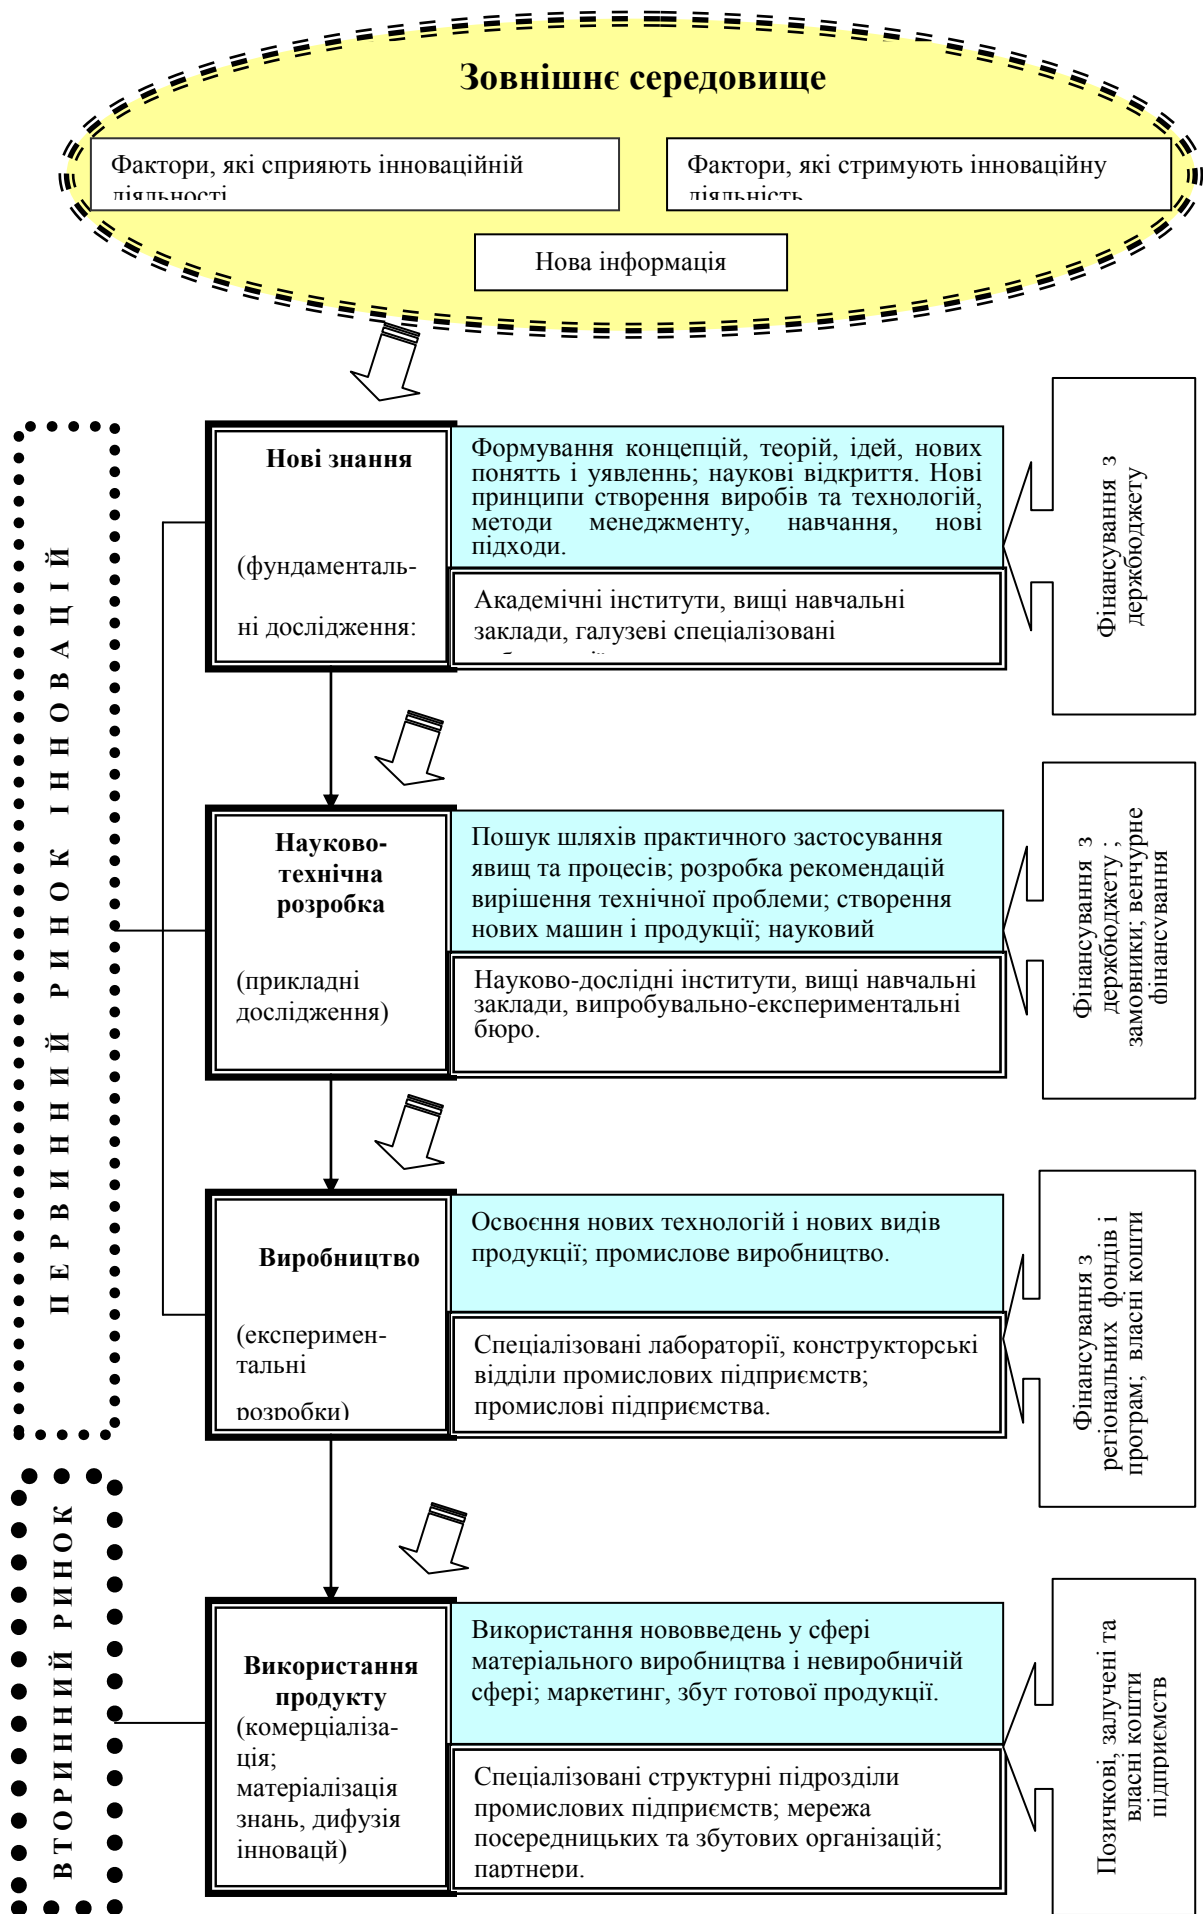 Зовнішнє середовище
Фактори, які сприяють інноваційній
діяльності
Фактори, які стримують інноваційну
діяльність
Нова інформація
ПЕРВИННИЙ РИНОК ІННОВАЦІЙ
Нові знання
(фундаменталь-
ні дослідження:
Формування концепцій, теорій, ідей, нових
понятть і уявленнь; наукові відкриття. Нові
принципи створення виробів та технологій,
методи менеджменту, навчання, нові
підходи.
Академічні інститути, вищі навчальні
заклади, галузеві спеціалізовані
Фінансування з
держбюджету
Науково-
технічна
розробка
(прикладні
дослідження)
Пошук шляхів практичного застосування
явищ та процесів; розробка рекомендацій
вирішення технічної проблеми; створення
нових машин і продукції; науковий
Науково-дослідні інститути, вищі навчальні
заклади, випробувально-експериментальні
бюро.
Фінансування з
держбюджету ;
замовники; венчурне
фінансування
Виробництво
(експеримен-
тальні
розробки)
Освоєння нових технологій і нових видів
продукції; промислове виробництво.
Спеціалізовані лабораторії, конструкторські
відділи промислових підприємств;
промислові підприємства.
Фінансування з
регіональних фондів і
програм; власні кошти
ВТОРИННИЙ РИНОК
Використання
продукту
(комерціаліза-
ція;
матеріалізація
знань, дифузія
інновацй)
Використання нововведень у сфері
матеріального виробництва і невиробничій
сфері; маркетинг, збут готової продукції.
Спеціалізовані структурні підрозділи
промислових підприємств; мережа
посередницьких та збутових організацій;
партнери.
Позичкові, залучені та
власні кошти
підприємств